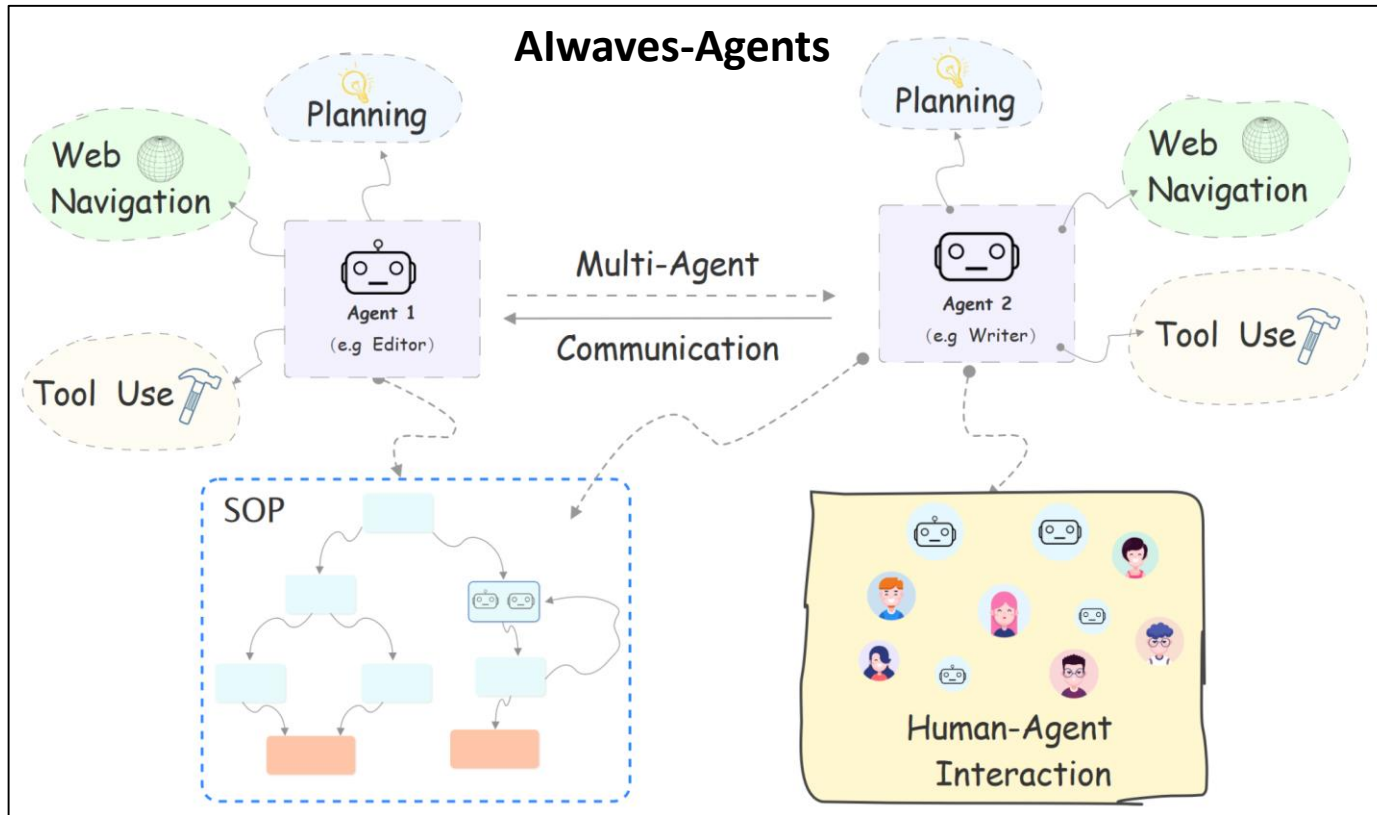 AIwaves-Agents
Planning
Web
Navigation
Tool Use
Agent 1
(e.g Editor)
Multi-Agent
Communication
Planning
Web
Navigation
Tool Use
Agent 2
(e.g Writer)
SOP
Human-Agent
Interaction